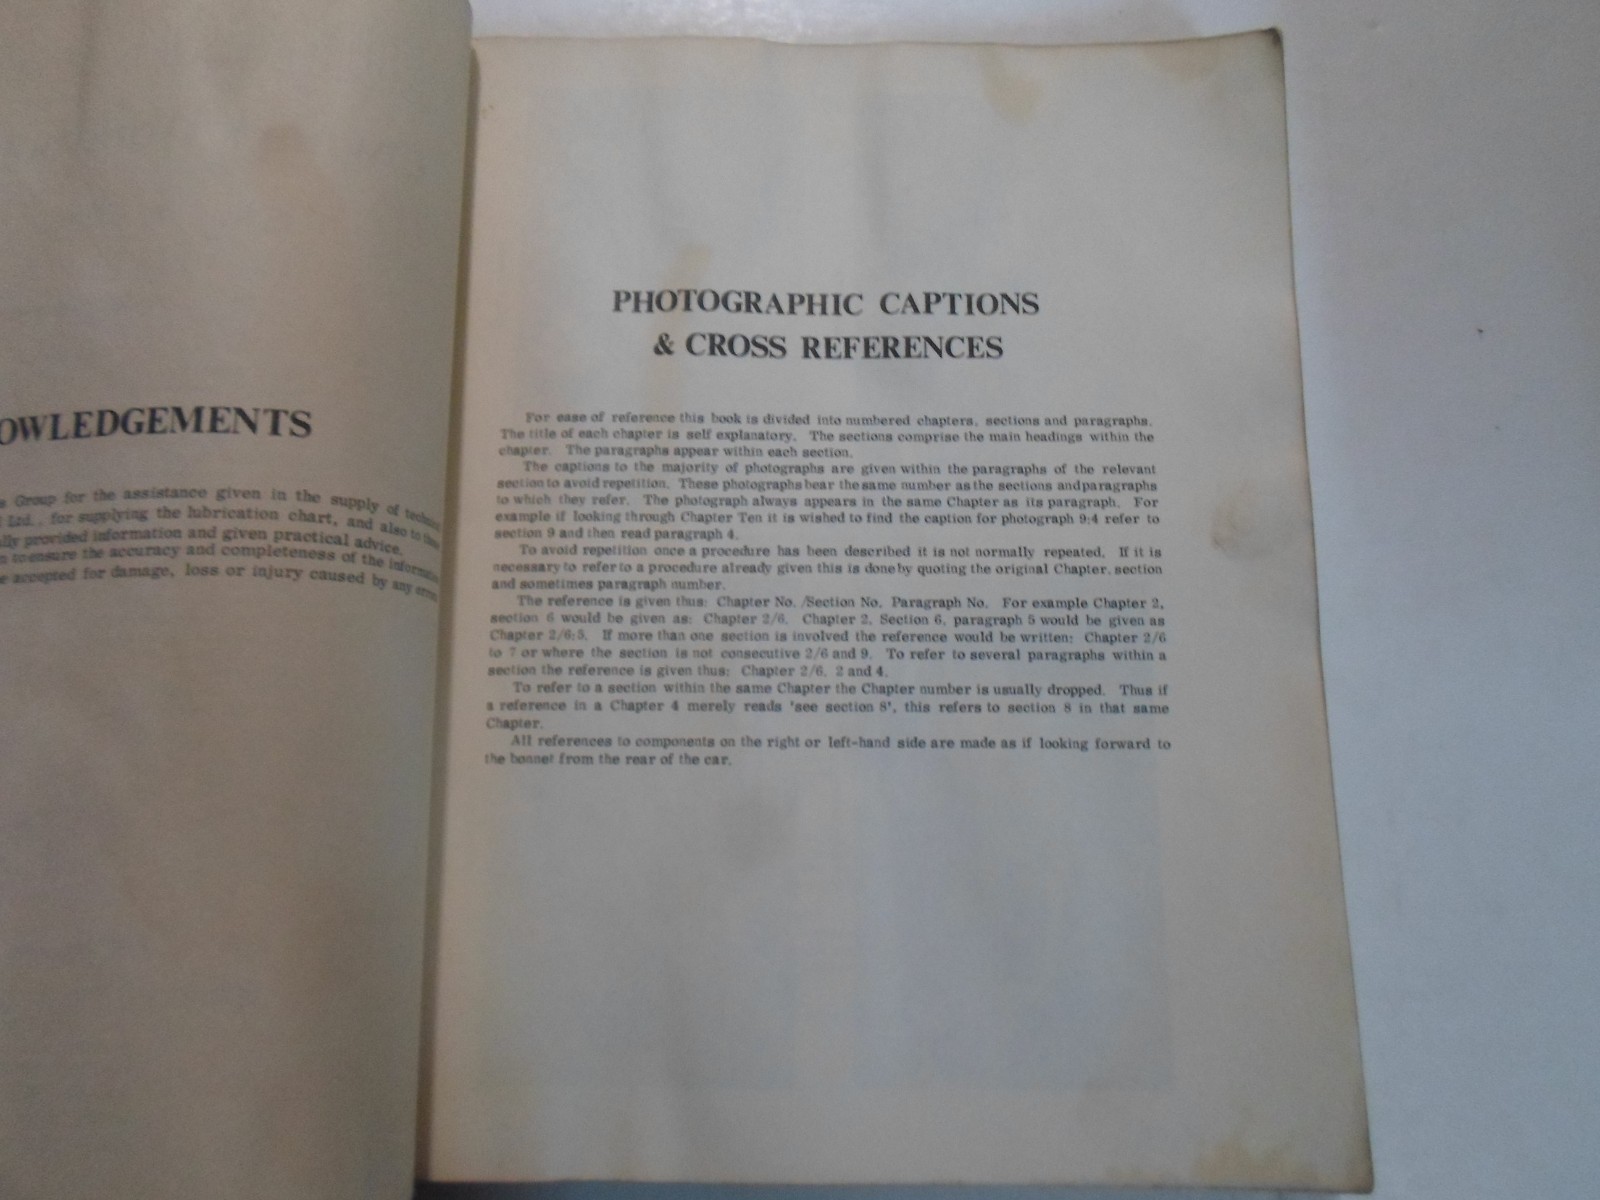 OWLEDGEMENTS
Group for the assistance given in the supply of
Ltd., for supplying the lubrication chart, and also to
provided information and given practical advice.
to ensure the accuracy and completeness of the
accepted for damage, loss or injury caused by any
PHOTOGRAPHIC CAPTIONS
& CROSS REFERENCES
For ease of reference this book is divided into numbered chapters, sections and paragraphs.
The title of each chapter is self explanatory. The sections comprise the main headings within the
chapter. The paragraphs appear within each section.
The captions to the majority of photographs are given within the paragraphs of the relevant
section to avoid repetition. These photographs bear the same number as the sections and paragraphs
to which they refer. The photograph always appears in the same Chapter as its paragraph. For
example if looking through Chapter Ten it is wished to find the caption for photograph 9:4 refer to
section 9 and then read paragraph 4.
To avoid repetition once a procedure has been described it is not normally repeated. If it is
necessary to refer to a procedure already given this is done by quoting the original Chapter, section
and sometimes paragraph number.
The reference is given thus: Chapter No. /Section No. Paragraph No. For example Chapter 2,
section 6 would be given as: Chapter 2/6. Chapter 2, Section 6, paragraph 5 would be given as
Chapter 2/6:5. If more than one section is involved the reference would be written: Chapter 2/6
to 7 or where the section is not consecutive 2/6 and 9. To refer to several paragraphs within a
section the reference is given thus: Chapter 2/6. 2 and 4.
To refer to a section within the same Chapter the Chapter number is usually dropped. Thus if
a reference in a Chapter 4 merely reads 'see section 8', this refers to section 8 in that same
Chapter.
All references to components on the right or left-hand side are made as if looking forward to
the bonnet from the rear of the car.